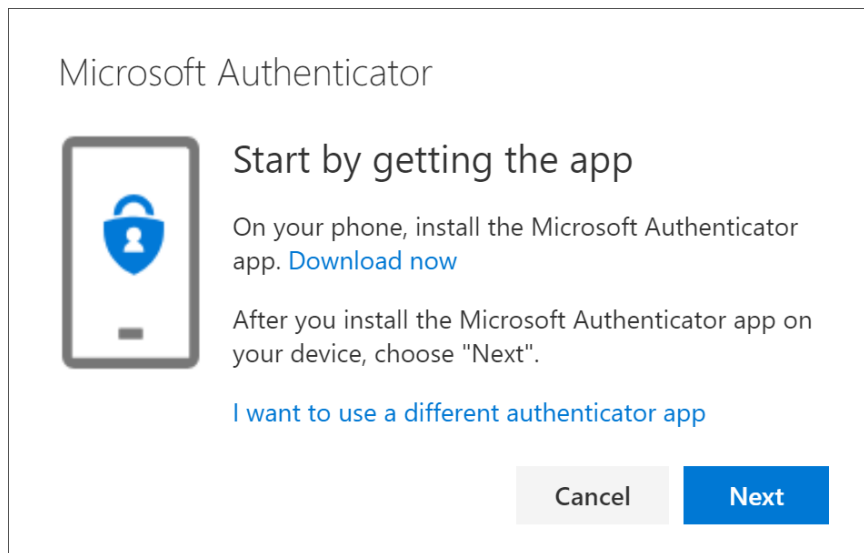 Microsoft Authenticator
Start by getting the app
On your phone, install the Microsoft Authenticator
app. Download now
After you install the Microsoft Authenticator app on
your device, choose "Next".
I want to use a different authenticator app
Cancel
Next